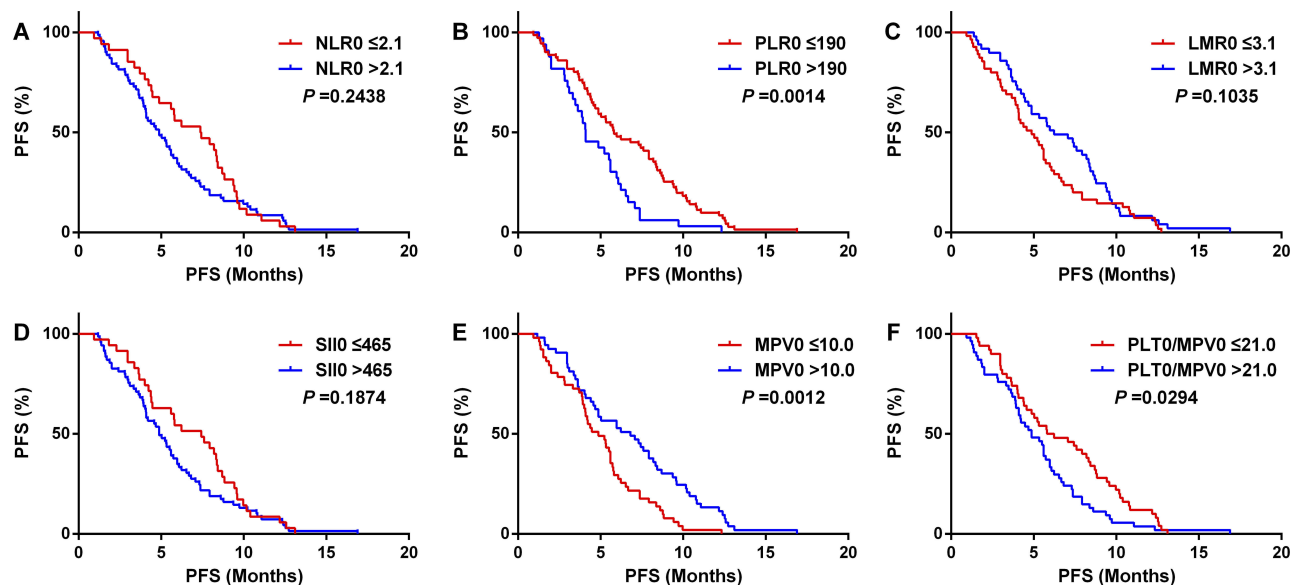 A
PFS (%)
100
50
0
0 5 10 15 20
PFS (Months)
NLR0 ≤2.1
NLR0 >2.1
P =0.2438
B
PFS (%)
100
50
0
0 5 10 15 20
PFS (Months)
PLR0 ≤190
PLR0 >190
P =0.0014
C
PFS (%)
100
50
0
0 5 10 15 20
PFS (Months)
LMR0 ≤3.1
LMR0 >3.1
P =0.1035
D
PFS (%)
100
50
0
0 5 10 15 20
PFS (Months)
SII0 ≤465
SII0 >465
P =0.1874
E
PFS (%)
100
50
0
0 5 10 15 20
PFS (Months)
MPV0 ≤10.0
MPV0 >10.0
P =0.0012
F
PFS (%)
100
50
0
0 5 10 15 20
PFS (Months)
PLT0/MPV0 ≤21.0
PLT0/MPV0 >21.0
P =0.0294